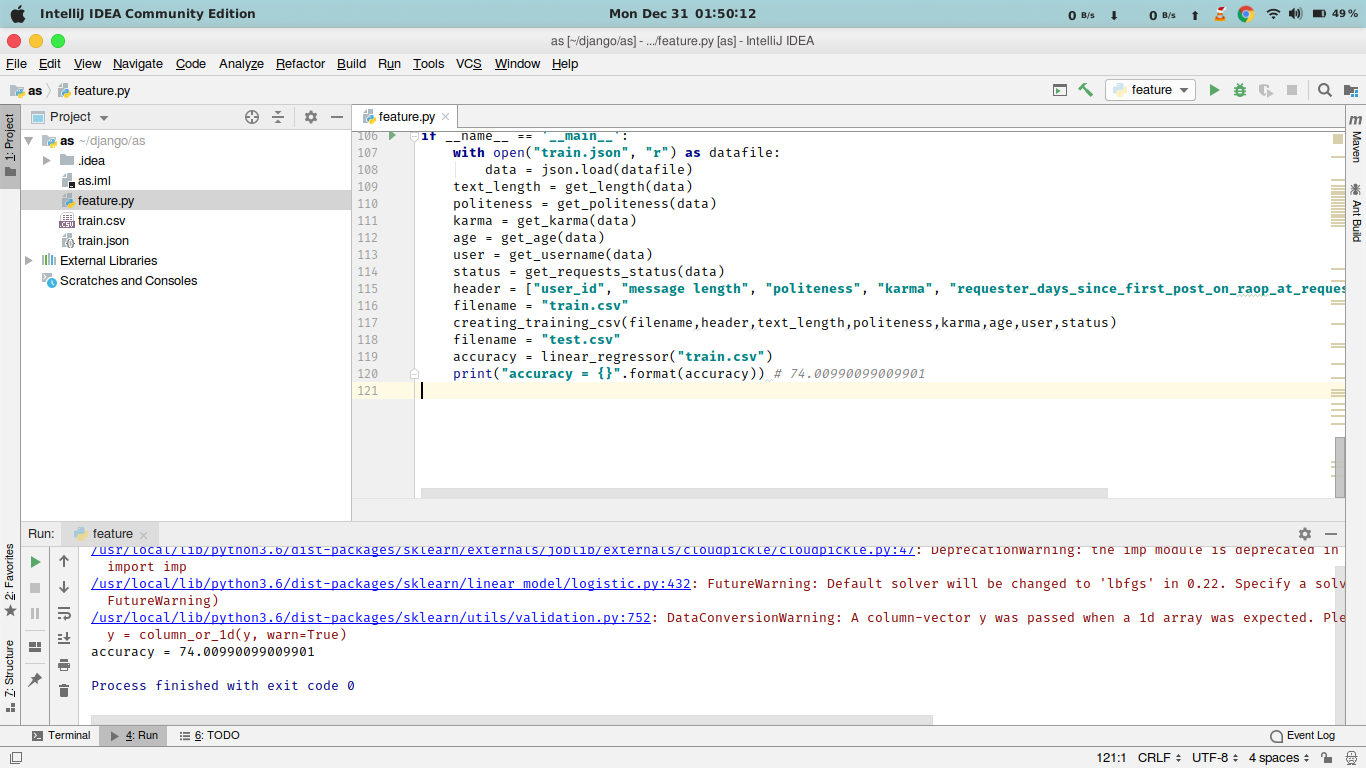 IntelliJ IDEA Community Edition
Mon Dec 31 01:50:12
0 B/s 0 B/s 49 %
as [~/django/as] - .../feature.py [as] - IntelliJ IDEA
File Edit View Navigate Code Analyze Refactor Build Run Tools VCS Window Help
as feature.py
feature
1: Project
Project
feature.py
as ~/django/as
.idea
as.iml
feature.py
train.csv
train.json
External Libraries
Scratches and Consoles
106 if __name__ == '__main__':
107 with open("train.json", "r") as datafile:
108 data = json.load(datafile)
109 text_length = get_length(data)
110 politeness = get_politeness(data)
111 karma = get_karma(data)
112 age = get_age(data)
113 user = get_username(data)
114 status = get_requests_status(data)
115 header = ["user_id", "message length", "politeness", "karma", "requester_days_since_first_post_on_raop_at_reques
116 filename = "train.csv"
117 creating_training_csv(filename,header,text_length,politeness,karma,age,user,status)
118 filename = "test.csv"
119 accuracy = linear_regressor("train.csv")
120 print("accuracy = {}".format(accuracy)) # 74.00990099009901
121
m Maven
Ant Build
Run: feature
2: Favorites
7: Structure
/usr/local/lib/python3.6/dist-packages/sklearn/externals/joblib/externals/cloudpickle/cloudpickle.py:47: DeprecationWarning: the imp module is deprecated in
import imp
/usr/local/lib/python3.6/dist-packages/sklearn/linear_model/logistic.py:432: FutureWarning: Default solver will be changed to 'lbfgs' in 0.22. Specify a solv
FutureWarning)
/usr/local/lib/python3.6/dist-packages/sklearn/utils/validation.py:752: DataConversionWarning: A column-vector y was passed when a 1d array was expected. Ple
y = column_or_1d(y, warn=True)
accuracy = 74.00990099009901
Process finished with exit code 0
Terminal 4: Run 6: TODO Event Log
121:1 CRLF UTF-8 4 spaces